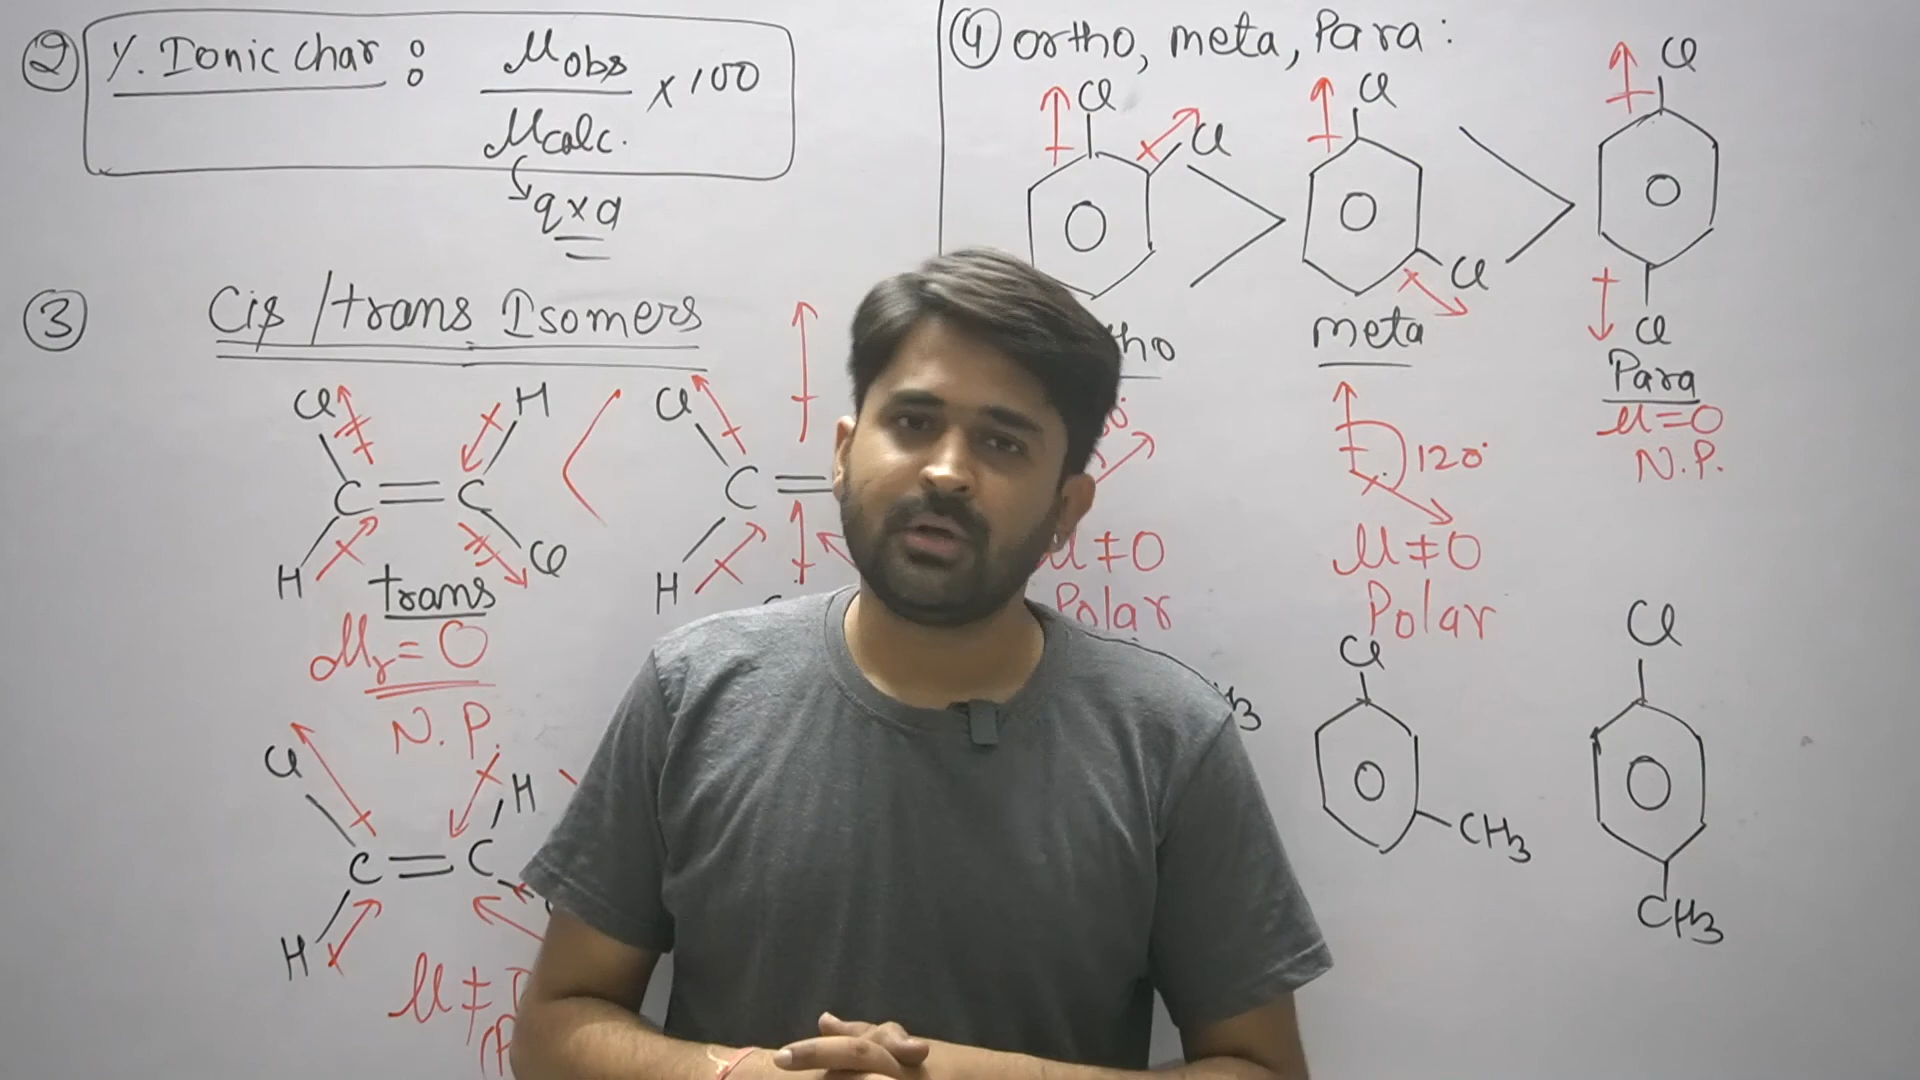 ② Y. Ionic char : μobs / μcalc. × 100
q×q
③ Cis/trans Isomers
Cl H
C=C
H Cl
trans
μr=0
N.P.
Cl
C=
H
Cl H
C=C
H
μ≠
④ ortho, meta, Para :
Cl
Cl
tho
μ≠0
Polar
Cl
Cl
meta
120°
μ≠0
Polar
Cl
Cl
Para
μ=0
N.P.
Cl
CH3
Cl
CH3